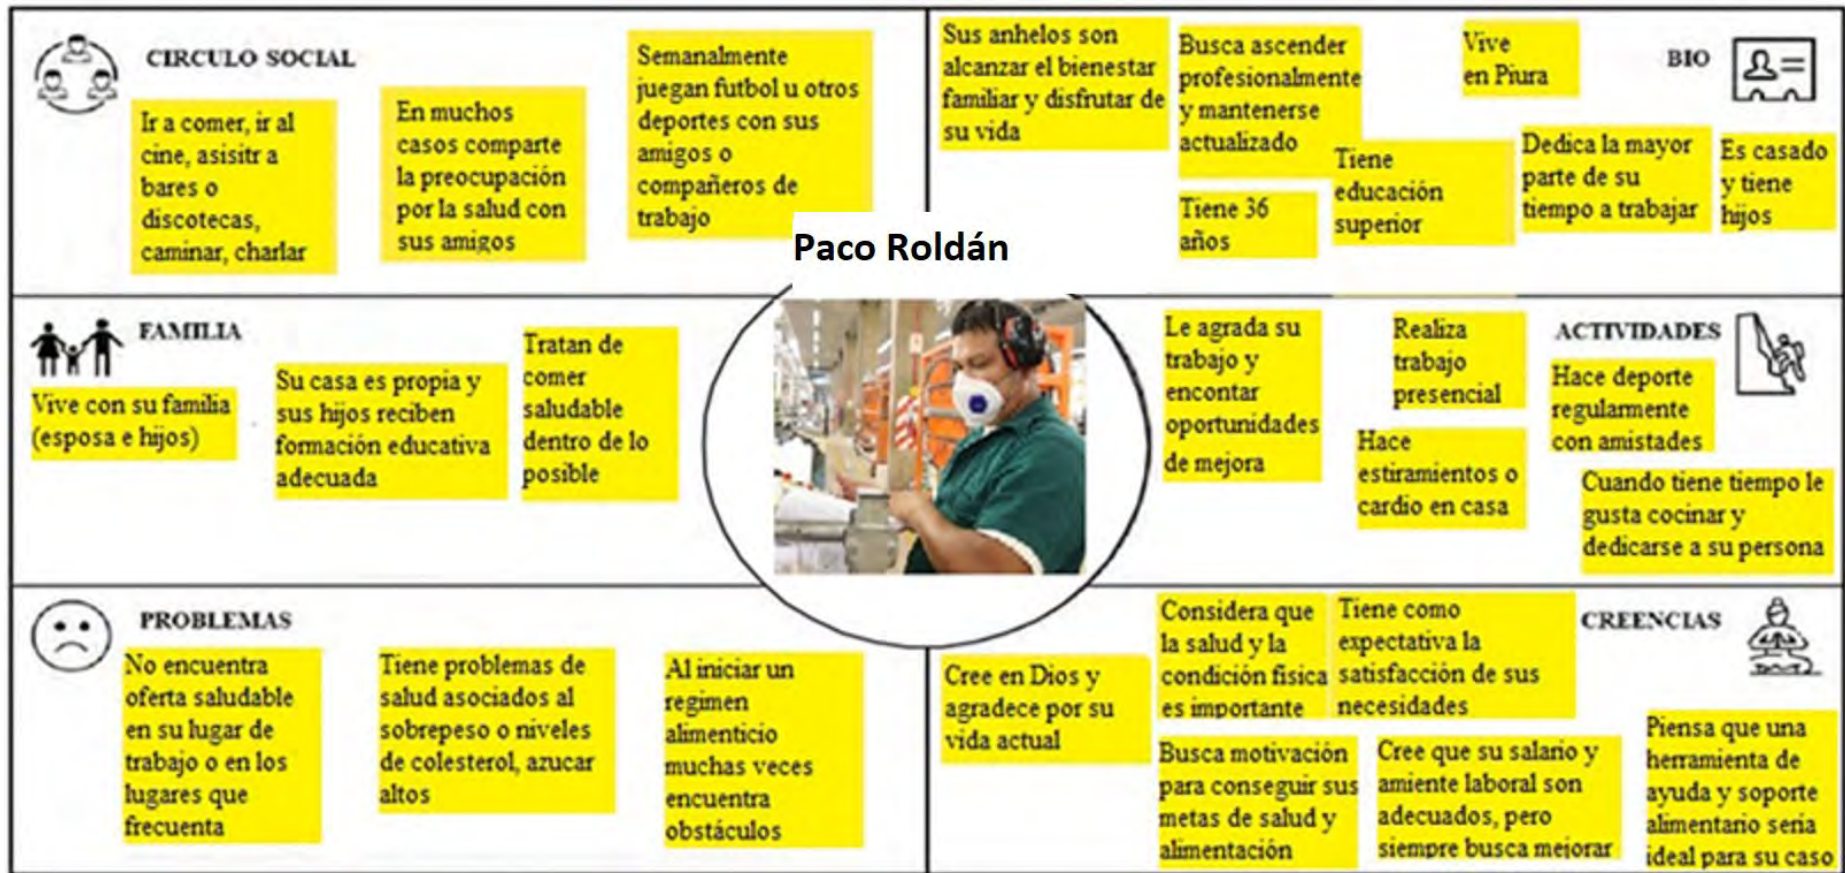 CIRCULO SOCIAL
Ir a comer, ir al
cine, asisitr a
bares o
discotecas,
caminar, charlar
En muchos
casos comparte
la preocupación
por la salud con
sus amigos
Semanalmente
juegan futbol u otros
deportes con sus
amigos o
compañeros de
trabajo
BIO
Sus anhelos son
alcanzar el bienestar
familiar y disfrutar de
su vida
Busca ascender
profesionalmente
y mantenerse
actualizado
Tiene 36
años
Vive
en Piura
Tiene
educación
superior
Dedica la mayor
parte de su
tiempo a trabajar
Es casado
y tiene
hijos
Paco Roldán
FAMILIA
Vive con su familia
(esposa e hijos)
Su casa es propia y
sus hijos reciben
formación educativa
adecuada
Tratan de
comer
saludable
dentro de lo
posible
ACTIVIDADES
Le agrada su
trabajo y
encontar
oportunidades
de mejora
Realiza
trabajo
presencial
Hace
estiramientos o
cardio en casa
Hace deporte
regularmente
con amistades
Cuando tiene tiempo le
gusta cocinar y
dedicarse a su persona
PROBLEMAS
No encuentra
oferta saludable
en su lugar de
trabajo o en los
lugares que
frecuenta
Tiene problemas de
salud asociados al
sobrepeso o niveles
de colesterol, azucar
altos
Al iniciar un
regimen
alimenticio
muchas veces
encuentra
obstáculos
CREENCIAS
Cree en Dios y
agradece por su
vida actual
Considera que
la salud y la
condición física
es importante
Tiene como
expectativa la
satisfacción de sus
necesidades
Busca motivación
para conseguir sus
metas de salud y
alimentación
Cree que su salario y
amiente laboral son
adecuados, pero
siempre busca mejorar
Piensa que una
herramienta de
ayuda y soporte
alimentario seria
ideal para su caso